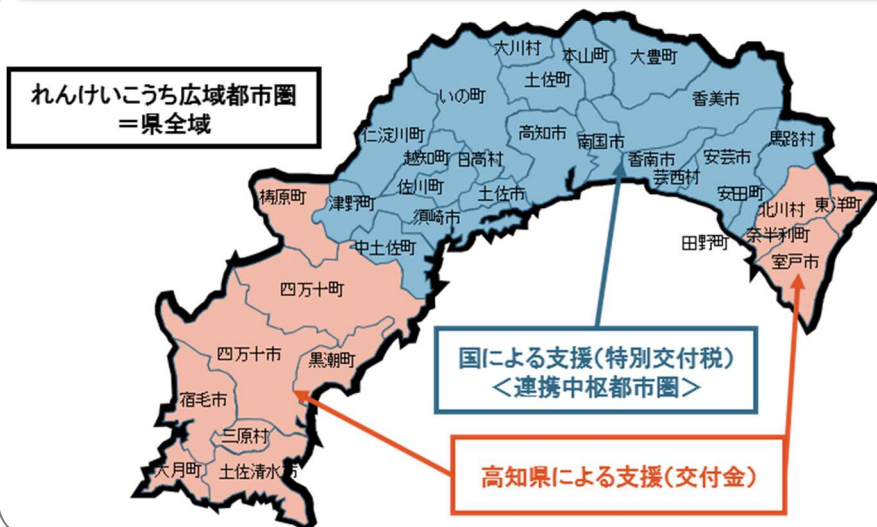 れんけいこうち広域都市圏
＝県全域
大川村
本山町
大豊町
土佐町
いの町
香美市
仁淀川町
高知市
南国市
馬路村
越知町
日高村
香南市
安芸市
佐川町
芸西村
梼原町
津野町
土佐市
安田町
須崎市
北川村
東洋町
中土佐町
田野町
奈半利町
室戸市
四万十町
四万十市
黒潮町
国による支援(特別交付税)
＜連携中枢都市圏＞
宿毛市
三原村
大月町
土佐清水市
高知県による支援(交付金)